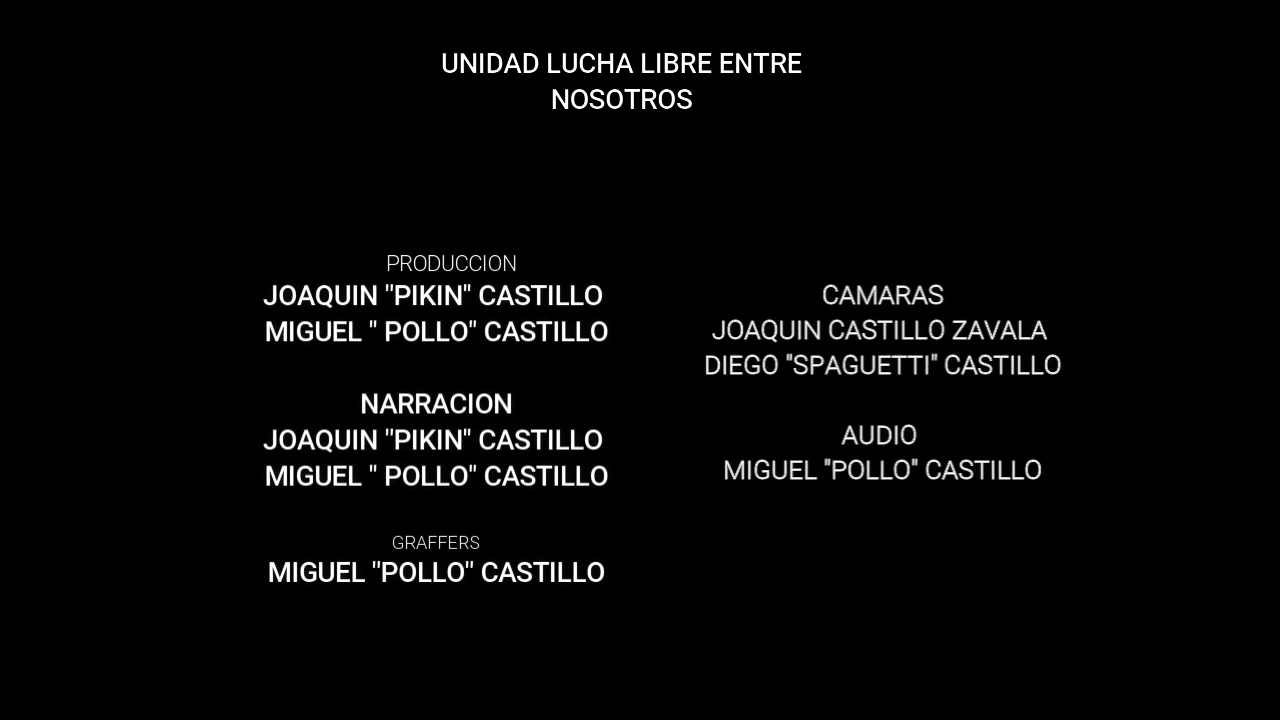 UNIDAD LUCHA LIBRE ENTRE
NOSOTROS
PRODUCCION
JOAQUIN "PIKIN" CASTILLO
MIGUEL " POLLO" CASTILLO
NARRACION
JOAQUIN "PIKIN" CASTILLO
MIGUEL " POLLO" CASTILLO
GRAFFERS
MIGUEL "POLLO" CASTILLO
CAMARAS
JOAQUIN CASTILLO ZAVALA
DIEGO "SPAGUETTI" CASTILLO
AUDIO
MIGUEL "POLLO" CASTILLO